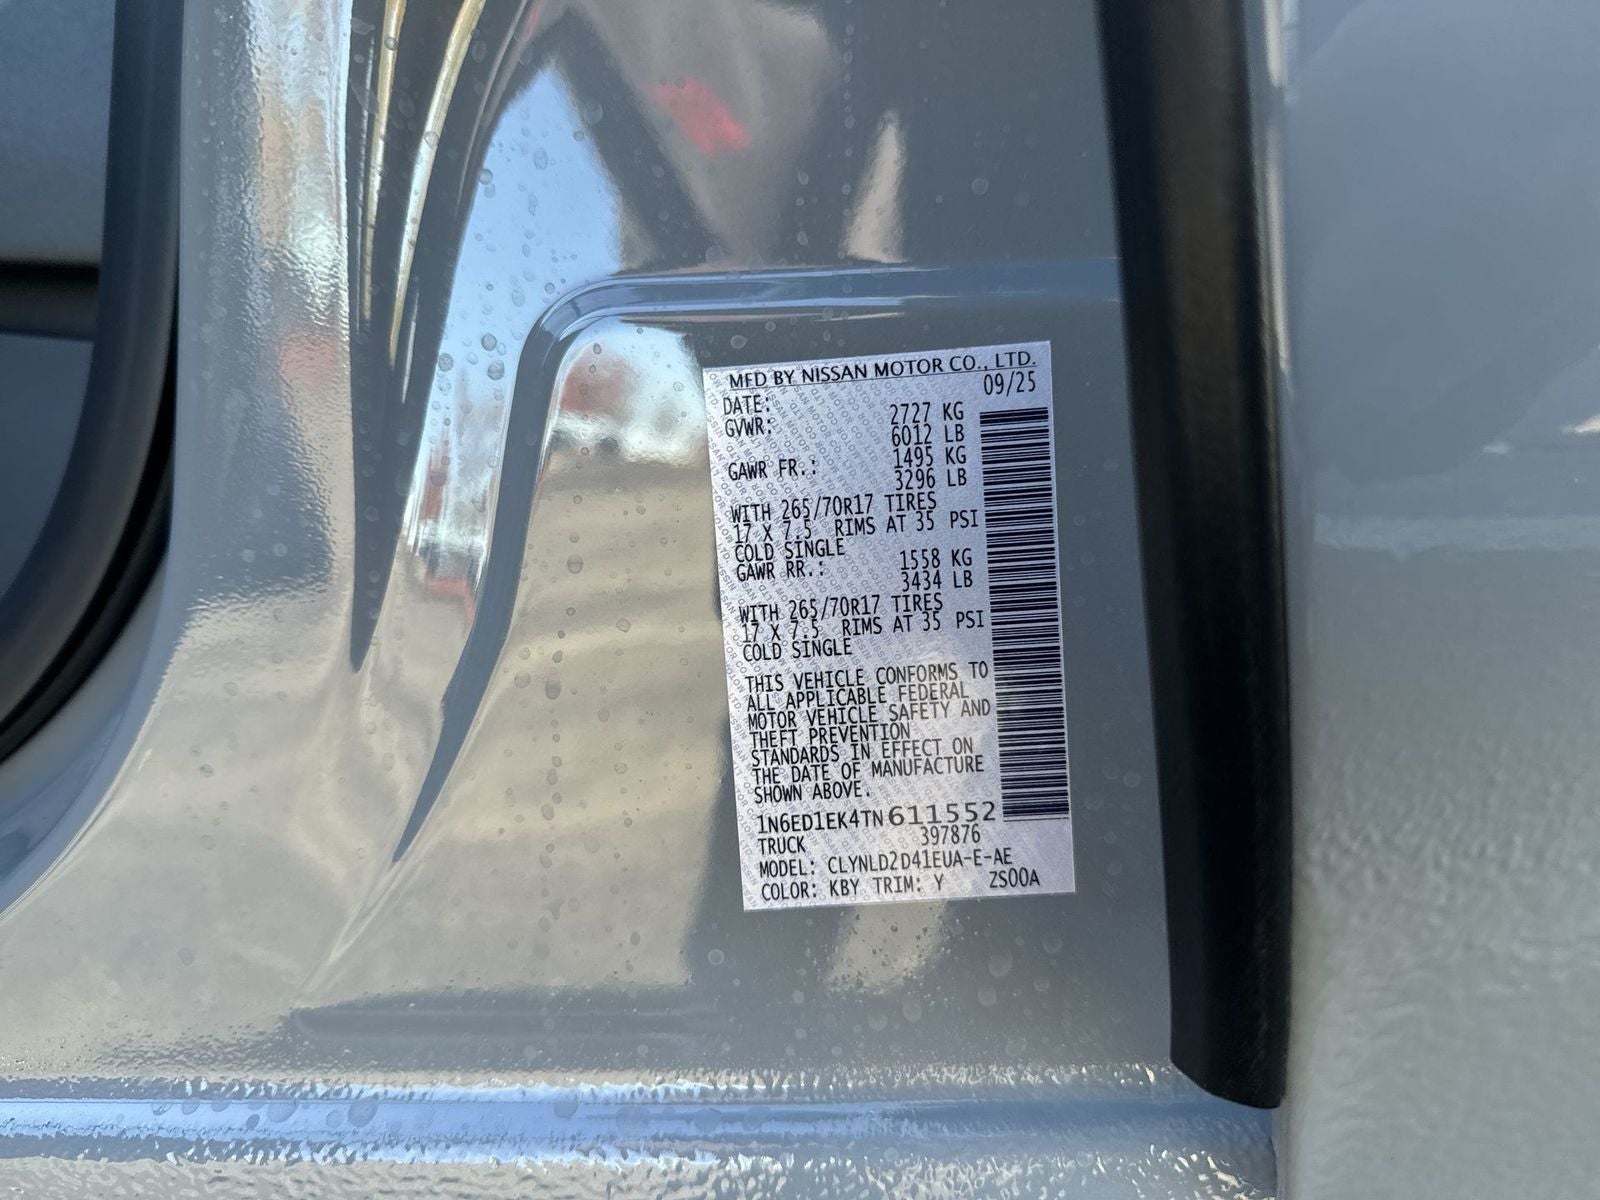 MFD BY NISSAN MOTOR CO., LTD.
DATE: 09/25
GVWR: 2727 KG
6012 LB
GAWR FR.: 1495 KG
3296 LB
WITH 265/70R17 TIRES
17 X 7.5 RIMS AT 35 PSI
COLD SINGLE
GAWR RR.: 1558 KG
3434 LB
WITH 265/70R17 TIRES
17 X 7.5 RIMS AT 35 PSI
COLD SINGLE
THIS VEHICLE CONFORMS TO
ALL APPLICABLE FEDERAL
MOTOR VEHICLE SAFETY AND
THEFT PREVENTION
STANDARDS IN EFFECT ON
THE DATE OF MANUFACTURE
SHOWN ABOVE.
1N6ED1EK4TN611552
TRUCK 397876
MODEL: CLYNLD2D41EUA-E-AE
COLOR: KBY TRIM: Y ZS00A